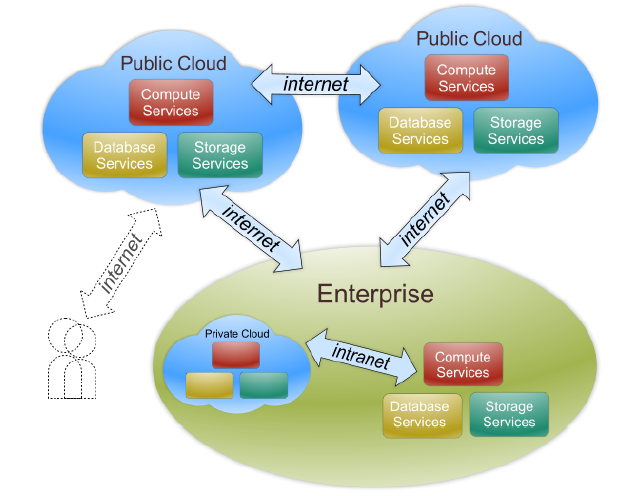 Public Cloud
Compute
Services
Database
Services
Storage
Services
internet
Public Cloud
Compute
Services
Database
Services
Storage
Services
internet
internet
internet
Enterprise
Private Cloud
intranet
Compute
Services
Database
Services
Storage
Services